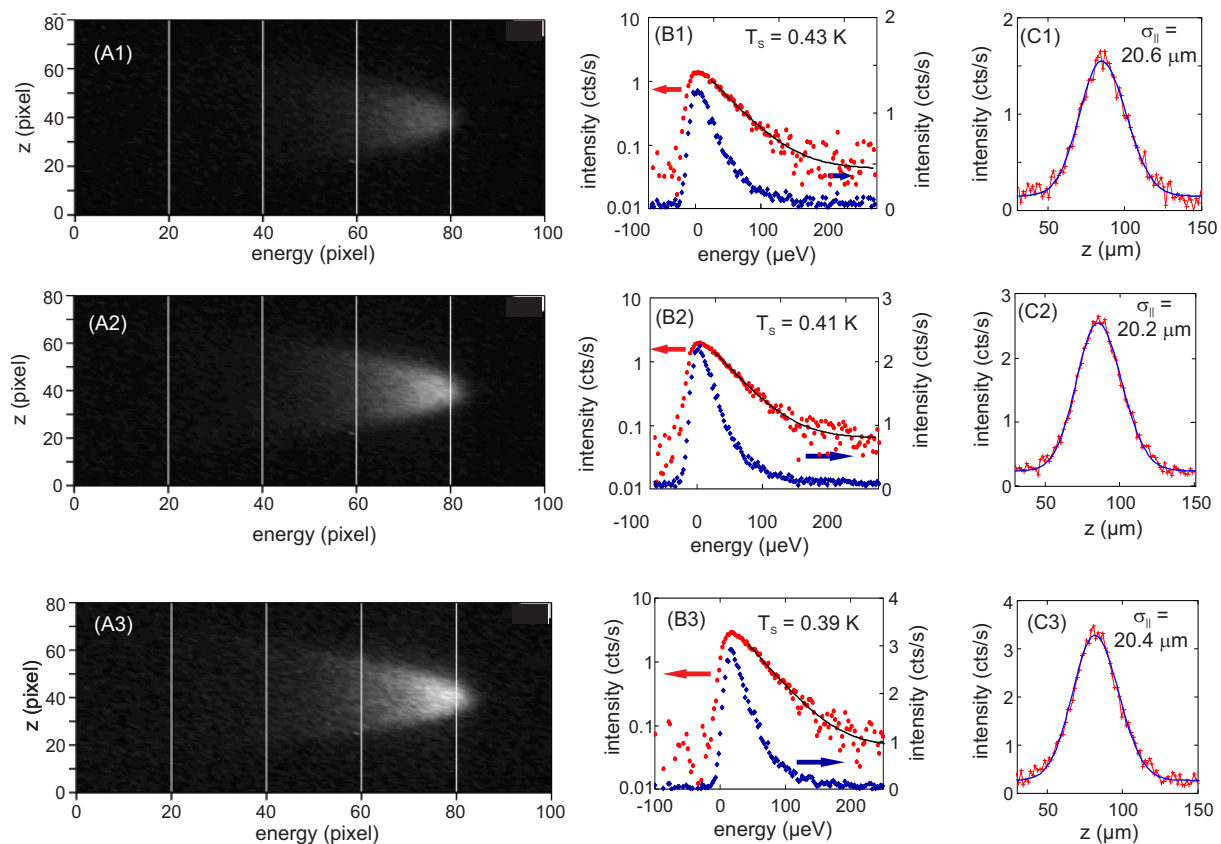 (A1)
80
60
40
20
0
z (pixel)
0 20 40 60 80 100
energy (pixel)
(B1)
T_S = 0.43 K
10
1
0.1
0.01
intensity (cts/s)
2
1
0
intensity (cts/s)
-100 0 100 200
energy (µeV)
(C1)
σ_II =
20.6 µm
2
1
0
intensity (cts/s)
50 100 150
z (µm)
(A2)
80
60
40
20
0
z (pixel)
0 20 40 60 80 100
energy (pixel)
(B2)
T_S = 0.41 K
10
1
0.1
0.01
intensity (cts/s)
3
2
1
0
intensity (cts/s)
-100 0 100 200
energy (µeV)
(C2)
σ_II =
20.2 µm
3
2
1
0
intensity (cts/s)
50 100 150
z (µm)
(A3)
80
60
40
20
0
z (pixel)
0 20 40 60 80 100
energy (pixel)
(B3)
T_S = 0.39 K
10
1
0.1
0.01
intensity (cts/s)
4
3
2
1
0
intensity (cts/s)
-100 0 100 200
energy (µeV)
(C3)
σ_II =
20.4 µm
4
2
0
intensity (cts/s)
50 100 150
z (µm)